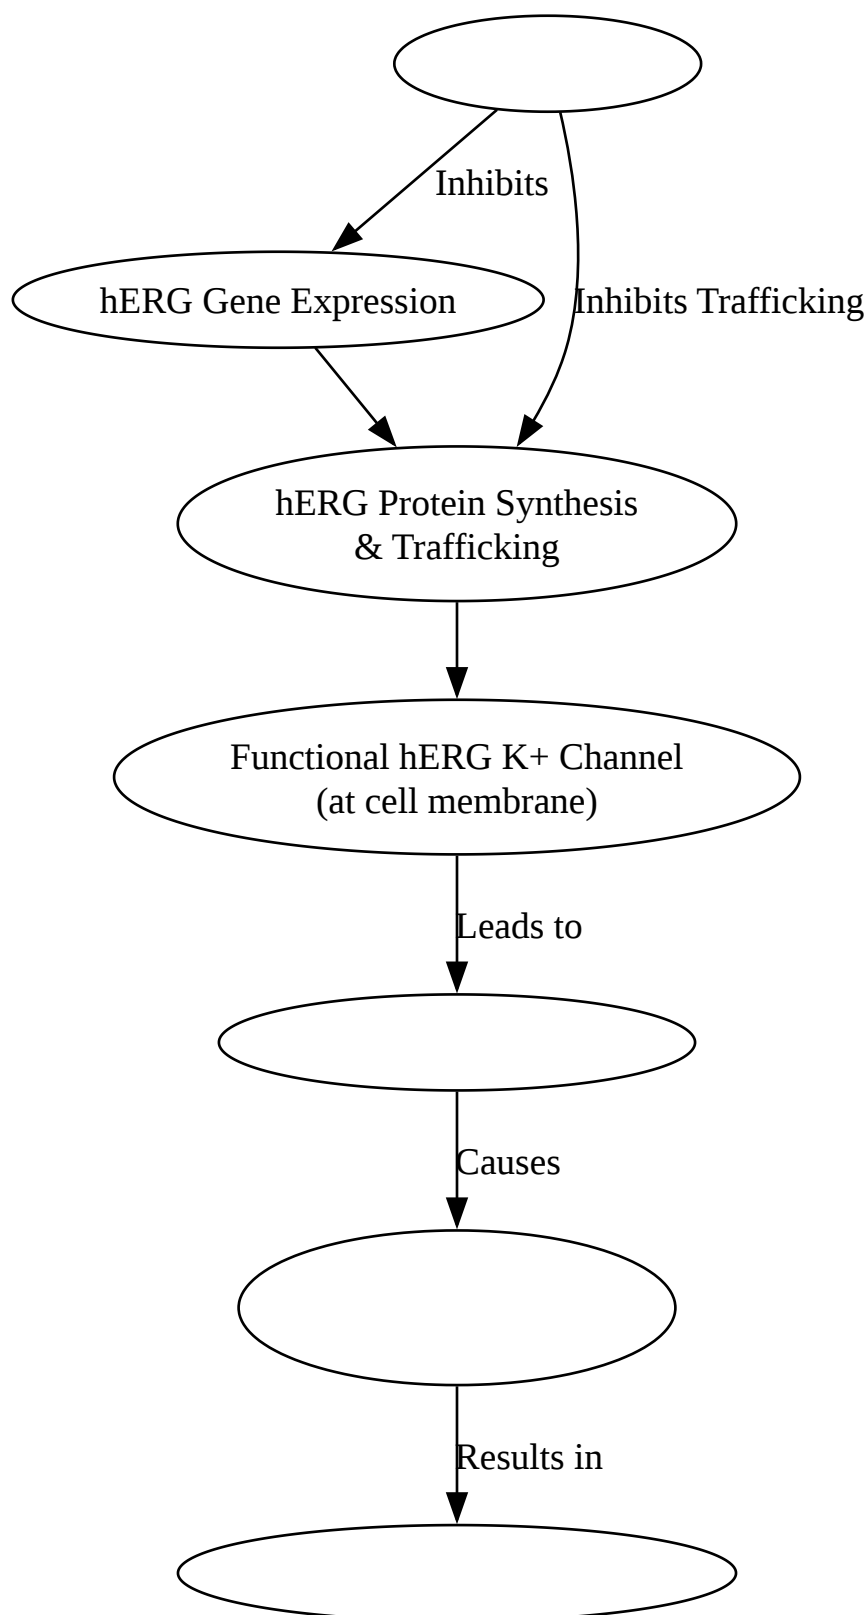 Inhibits
hERG Gene Expression
Inhibits Trafficking
hERG Protein Synthesis
& Trafficking
Functional hERG K+ Channel
(at cell membrane)
Leads to
Causes
Results in